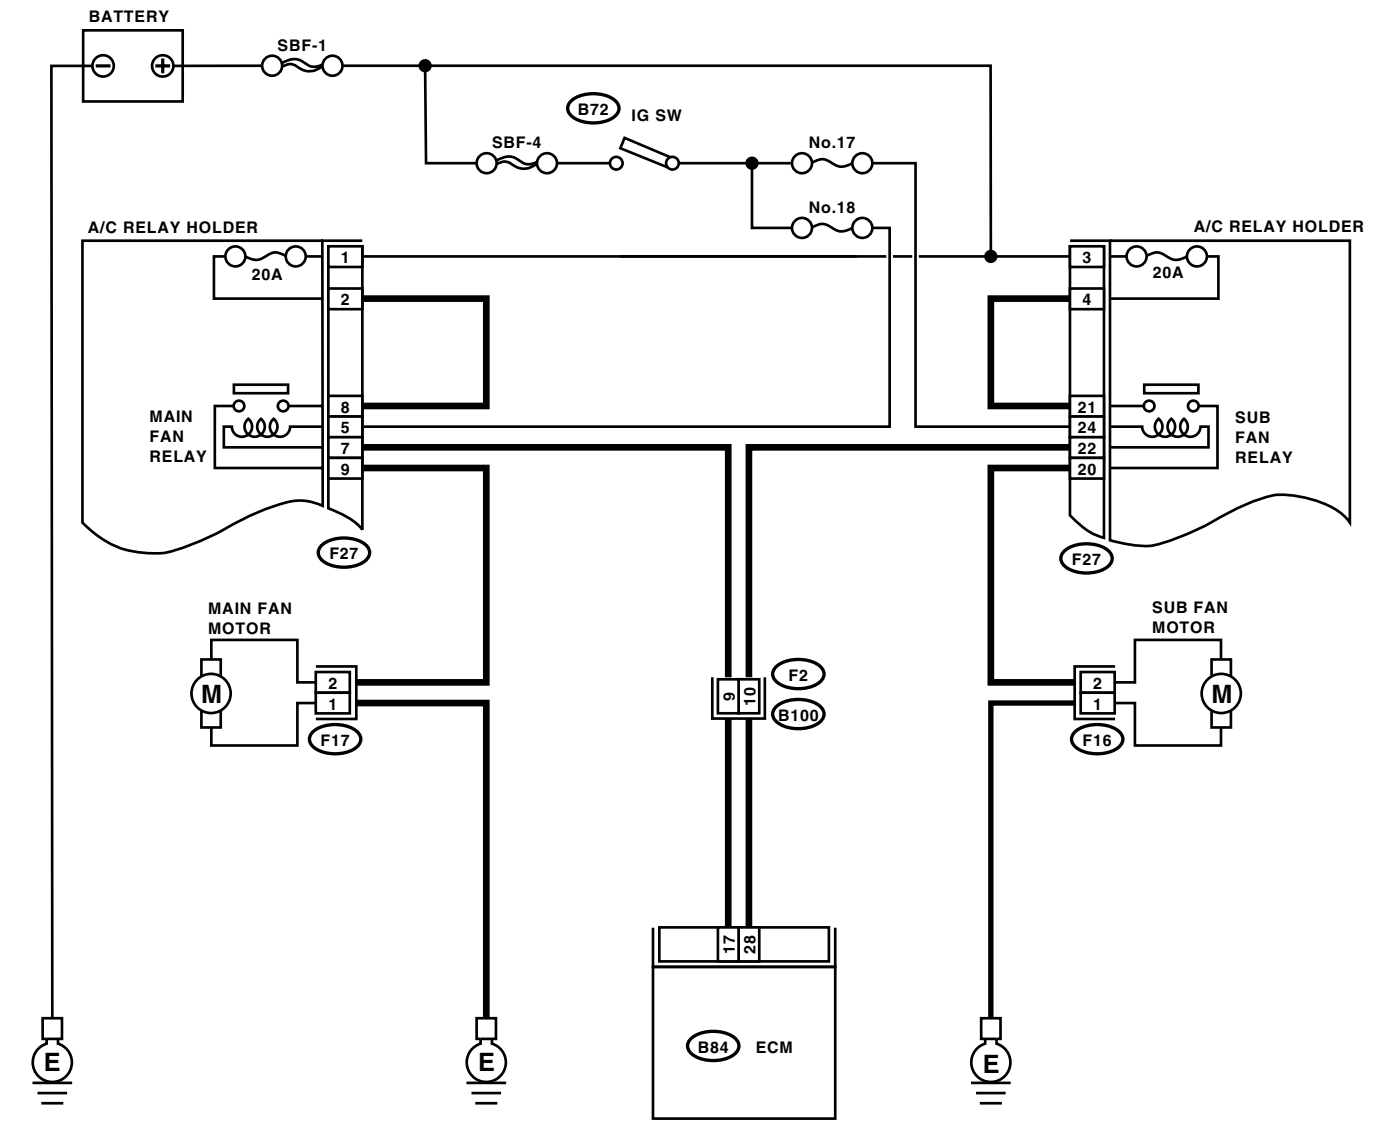 BATTERY
SBF-1
B72
IG SW
SBF-4
No.17
No.18
A/C RELAY HOLDER
A/C RELAY HOLDER
20A
1
3
20A
2
4
MAIN
FAN
RELAY
8
5
7
9
21
24
22
20
SUB
FAN
RELAY
F27
F27
MAIN FAN
MOTOR
SUB FAN
MOTOR
M
2
1
F17
9
10
F2
B100
2
1
F16
M
17
28
B84
ECM
E
E
E